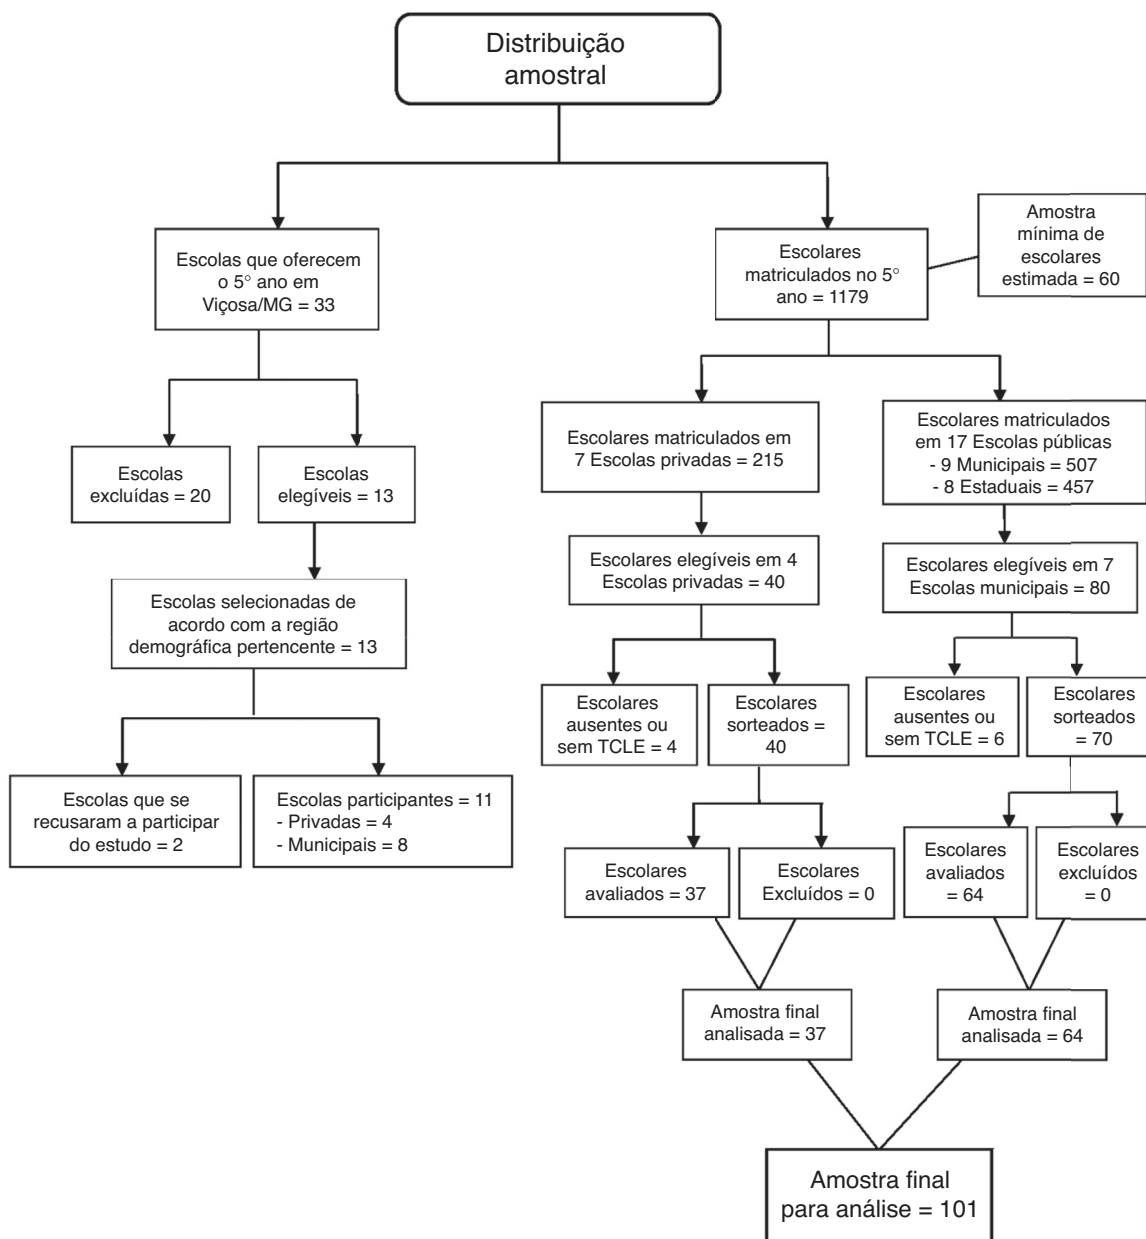 Distribuição
amostral
Escolas que oferecem
o 5° ano em
Viçosa/MG = 33
Escolas
excluídas = 20
Escolas
elegíveis = 13
Escolas selecionadas de
acordo com a região
demográfica pertencente = 13
Escolas que se
recusaram a participar
do estudo = 2
Escolas participantes = 11
- Privadas = 4
- Municipais = 8
Escolares
matriculados no 5°
ano = 1179
Amostra
mínima de
escolares
estimada = 60
Escolares matriculados em
7 Escolas privadas = 215
Escolares elegíveis em 4
Escolas privadas = 40
Escolares
ausentes ou
sem TCLE = 4
Escolares
sorteados =
40
Escolares
avaliados = 37
Escolares
Excluídos = 0
Amostra final
analisada = 37
Escolares matriculados
em 17 Escolas públicas
- 9 Municipais = 507
- 8 Estaduais = 457
Escolares elegíveis em 7
Escolas municipais = 80
Escolares
ausentes ou
sem TCLE = 6
Escolares
sorteados
= 70
Escolares
avaliados
= 64
Escolares
excluídos
= 0
Amostra final
analisada = 64
Amostra final
para análise = 101